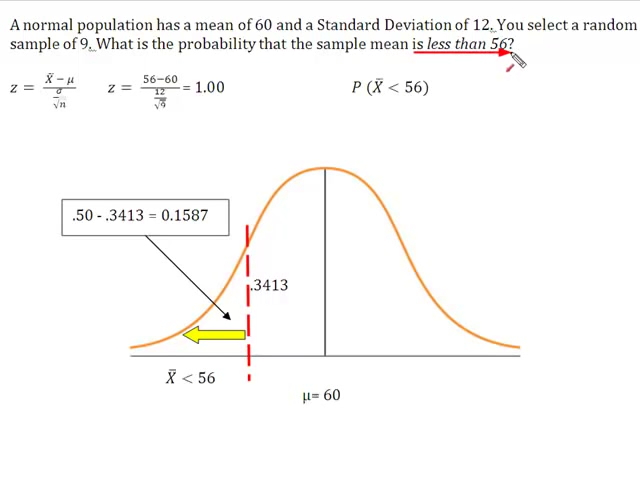 A normal population has a mean of 60 and a Standard Deviation of 12. You select a random
sample of 9. What is the probability that the sample mean is less than 56?
z = (X̄ − μ) / (σ / √n)    z = (56−60) / (12 / √9) = 1.00    P (X̄ < 56)
.50 - .3413 = 0.1587
.3413
X̄ < 56
μ= 60